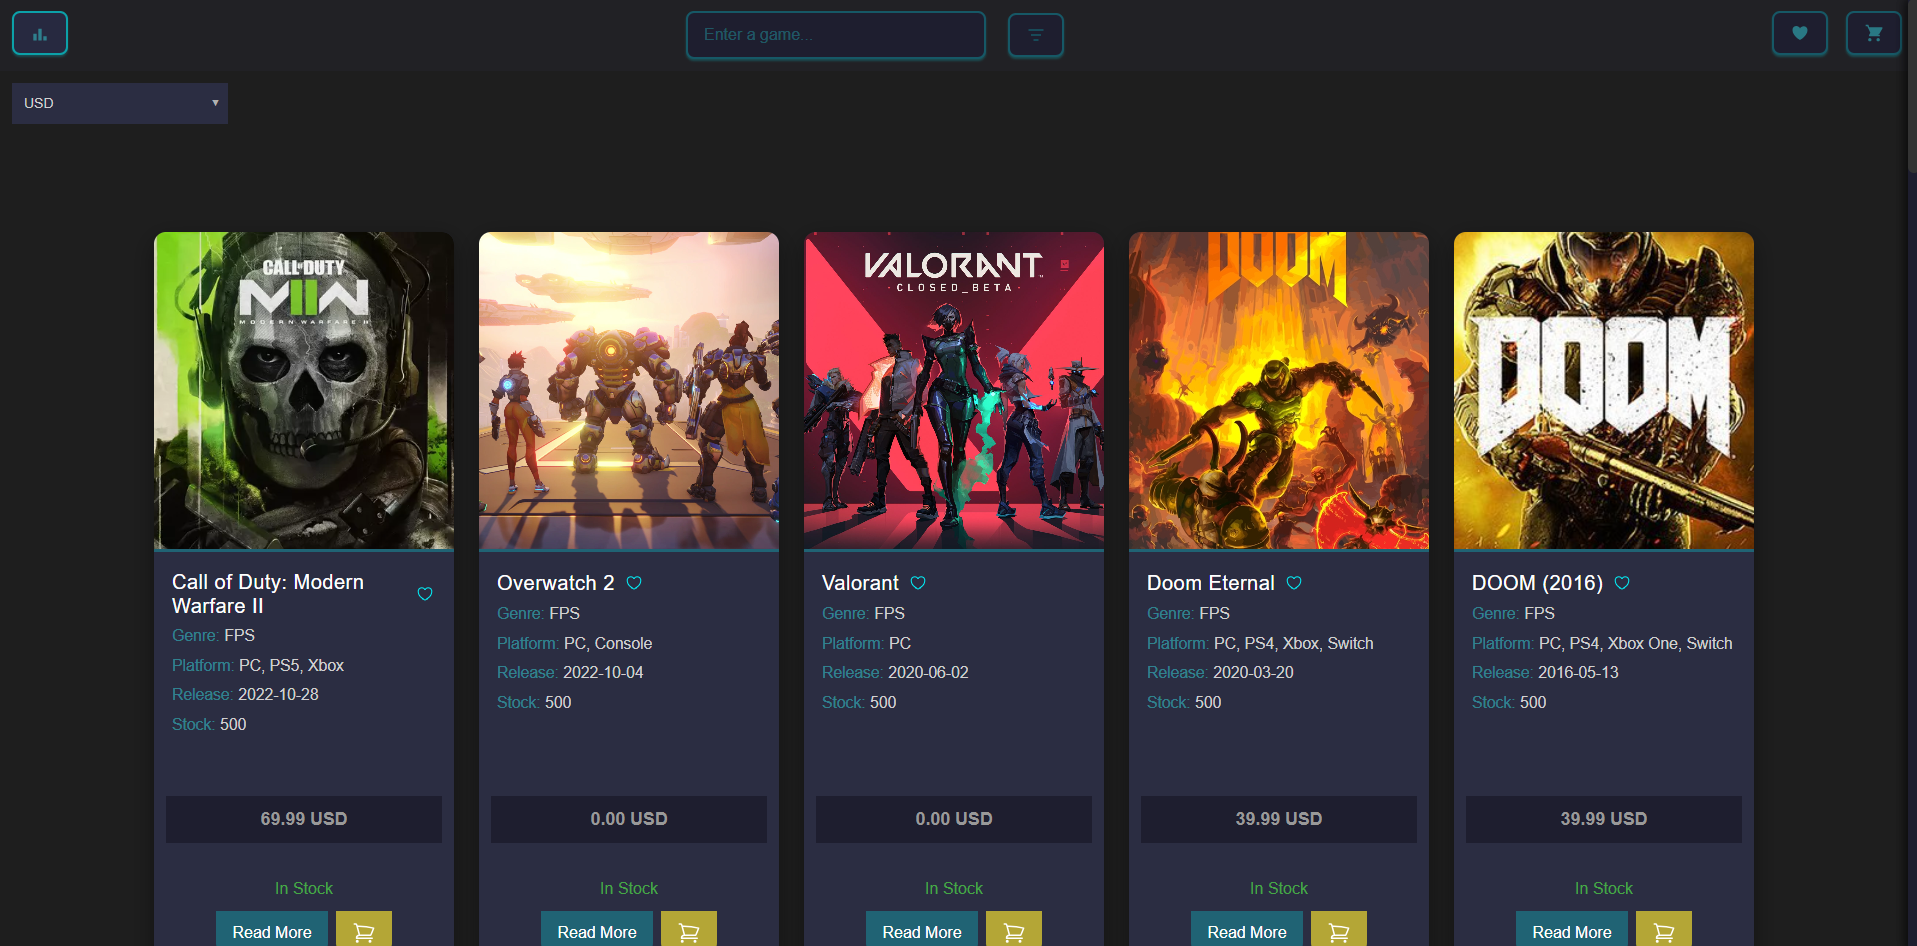 Enter a game...
USD
CALL OF DUTY
MWII
MODERN WARFARE II
VALORANT
CLOSED_BETA
DOOM
DOOM
Call of Duty: Modern
Warfare II
Genre: FPS
Platform: PC, PS5, Xbox
Release: 2022-10-28
Stock: 500
69.99 USD
In Stock
Read More
Overwatch 2
Genre: FPS
Platform: PC, Console
Release: 2022-10-04
Stock: 500
0.00 USD
In Stock
Read More
Valorant
Genre: FPS
Platform: PC
Release: 2020-06-02
Stock: 500
0.00 USD
In Stock
Read More
Doom Eternal
Genre: FPS
Platform: PC, PS4, Xbox, Switch
Release: 2020-03-20
Stock: 500
39.99 USD
In Stock
Read More
DOOM (2016)
Genre: FPS
Platform: PC, PS4, Xbox One, Switch
Release: 2016-05-13
Stock: 500
39.99 USD
In Stock
Read More